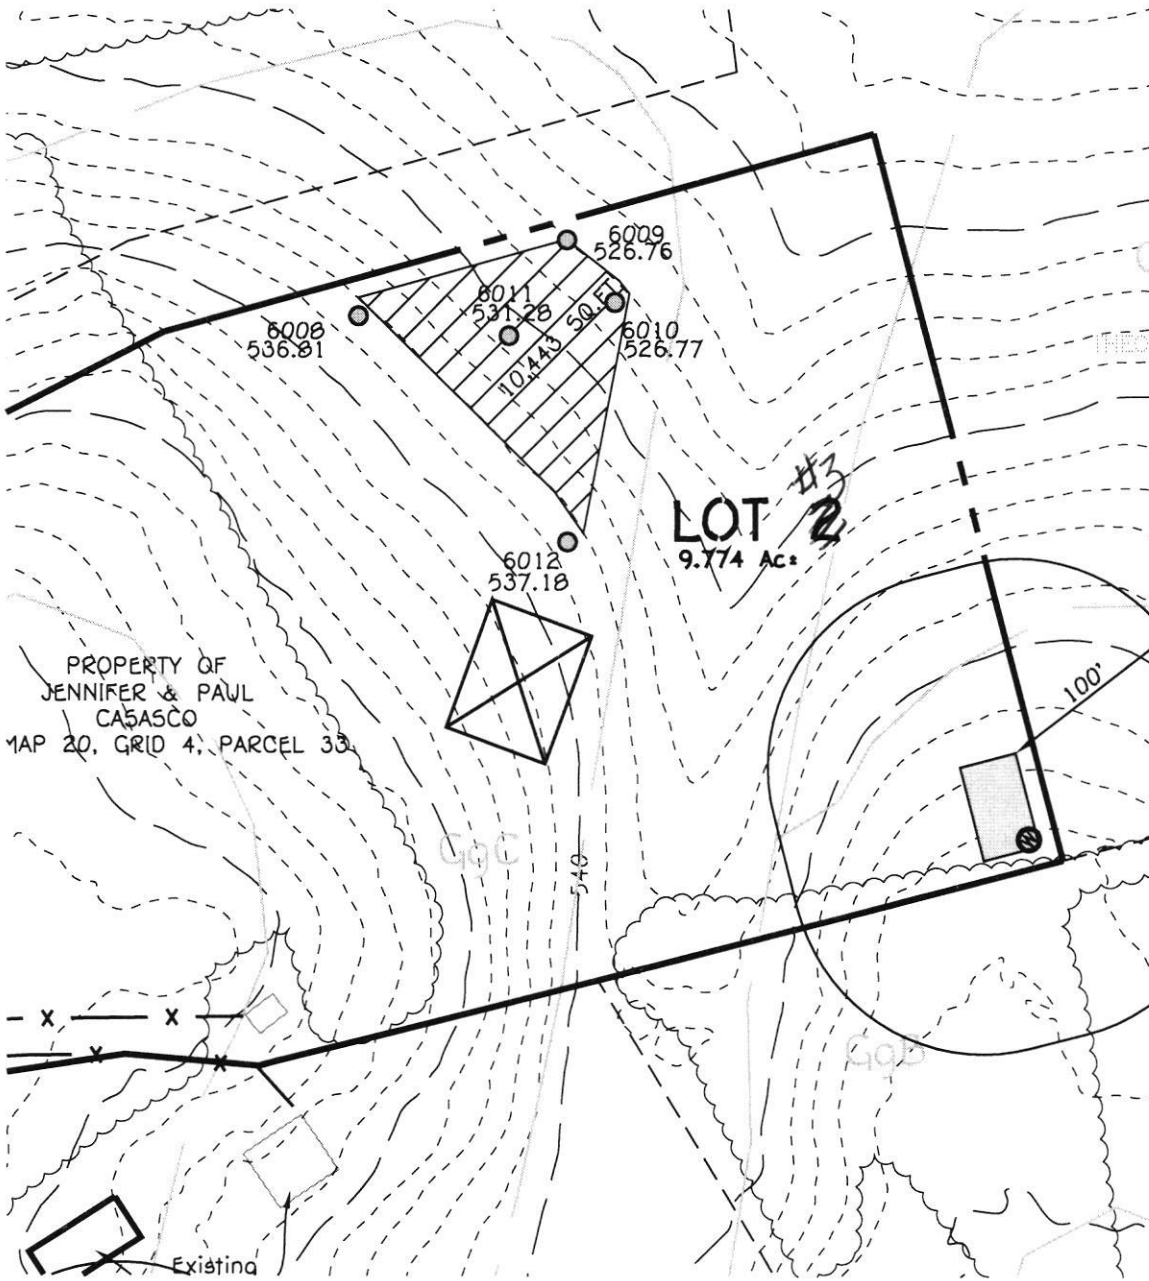 6009
526.76
6011
531.28
6008
536.81
6010
526.77
10,443 SQ.FT.
#3
LOT 2
9.774 Ac±
6012
537.18
PROPERTY OF
JENNIFER & PAUL
CASASCO
MAP 20, GRID 4, PARCEL 33
100'
GgC
540
W
GgB
X X
X X
Existing